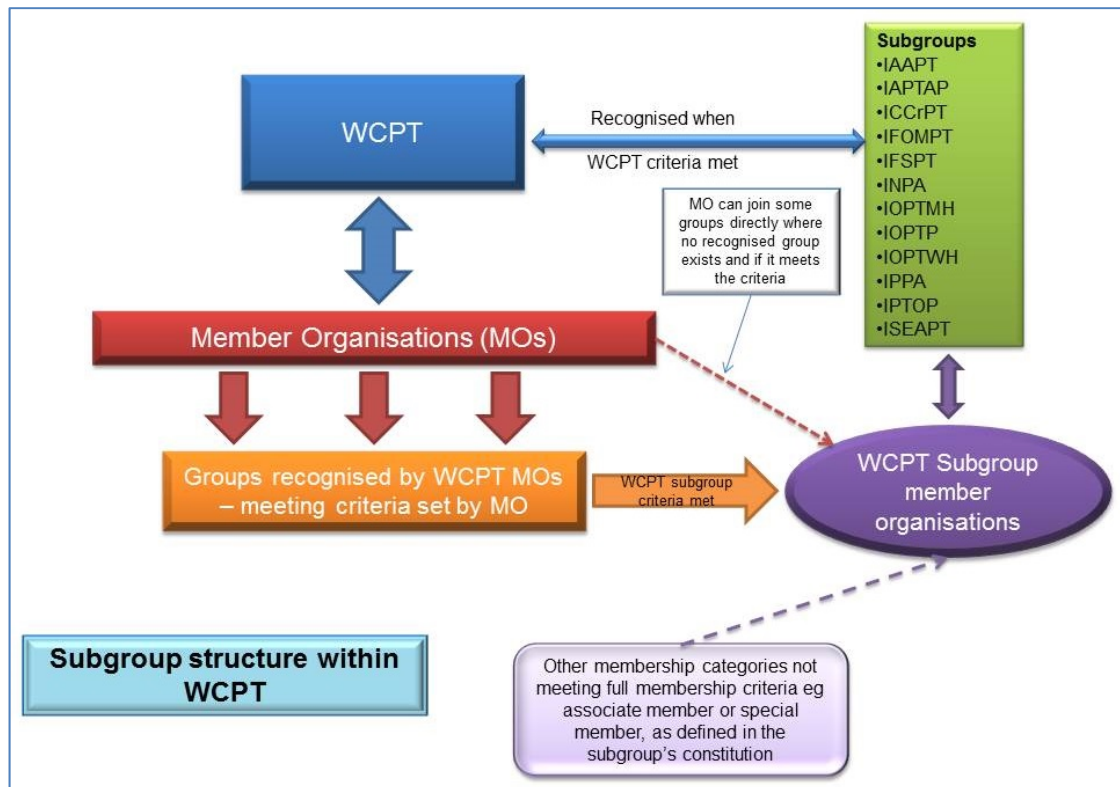 WCPT
Recognised when
WCPT criteria met
Subgroups
•IAAPT
•IAPTAP
•ICCrPT
•IFOMPT
•IFSPT
•INPA
•IOPTMH
•IOPTP
•IOPTWH
•IPPA
•IPTOP
•ISEAPT
MO can join some
groups directly where
no recognised group
exists and if it meets
the criteria
Member Organisations (MOs)
Groups recognised by WCPT MOs
– meeting criteria set by MO
WCPT subgroup
criteria met
WCPT Subgroup
member
organisations
Subgroup structure within
WCPT
Other membership categories not
meeting full membership criteria eg
associate member or special
member, as defined in the
subgroup's constitution